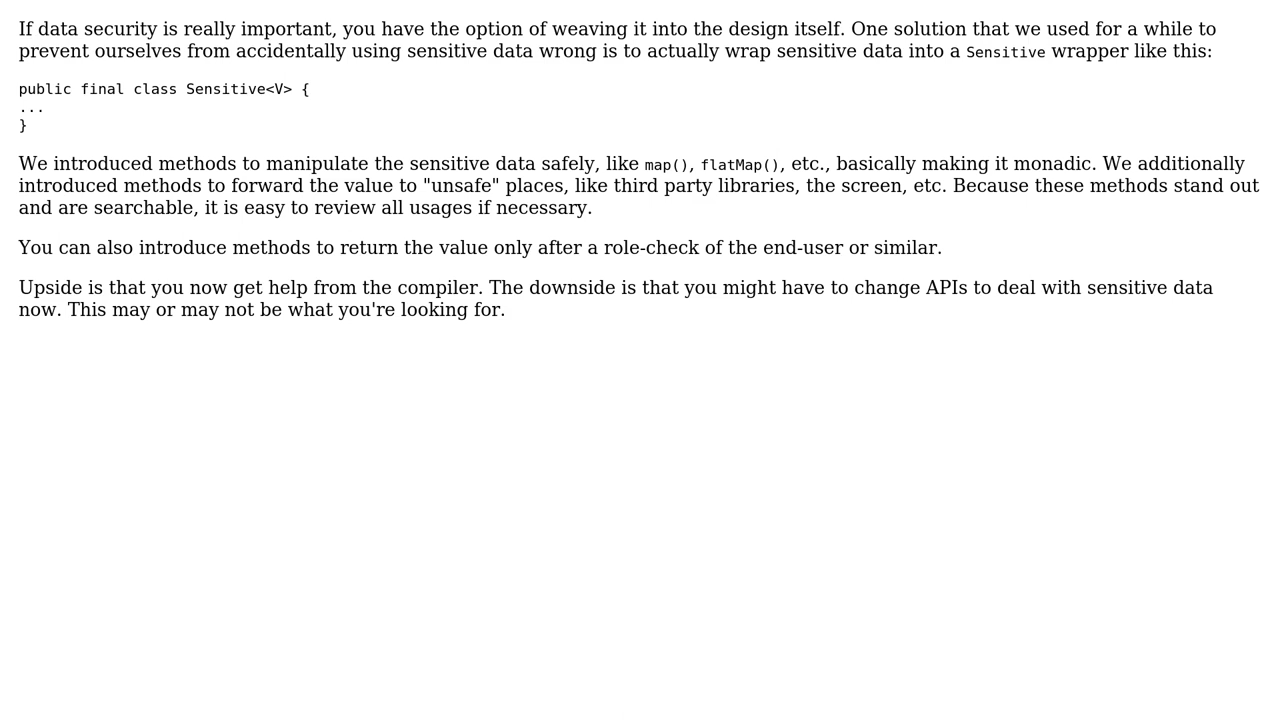 If data security is really important, you have the option of weaving it into the design itself. One solution that we used for a while to
prevent ourselves from accidentally using sensitive data wrong is to actually wrap sensitive data into a Sensitive wrapper like this:
public final class Sensitive<V> {
...
}
We introduced methods to manipulate the sensitive data safely, like map(), flatMap(), etc., basically making it monadic. We additionally
introduced methods to forward the value to "unsafe" places, like third party libraries, the screen, etc. Because these methods stand out
and are searchable, it is easy to review all usages if necessary.
You can also introduce methods to return the value only after a role-check of the end-user or similar.
Upside is that you now get help from the compiler. The downside is that you might have to change APIs to deal with sensitive data
now. This may or may not be what you're looking for.